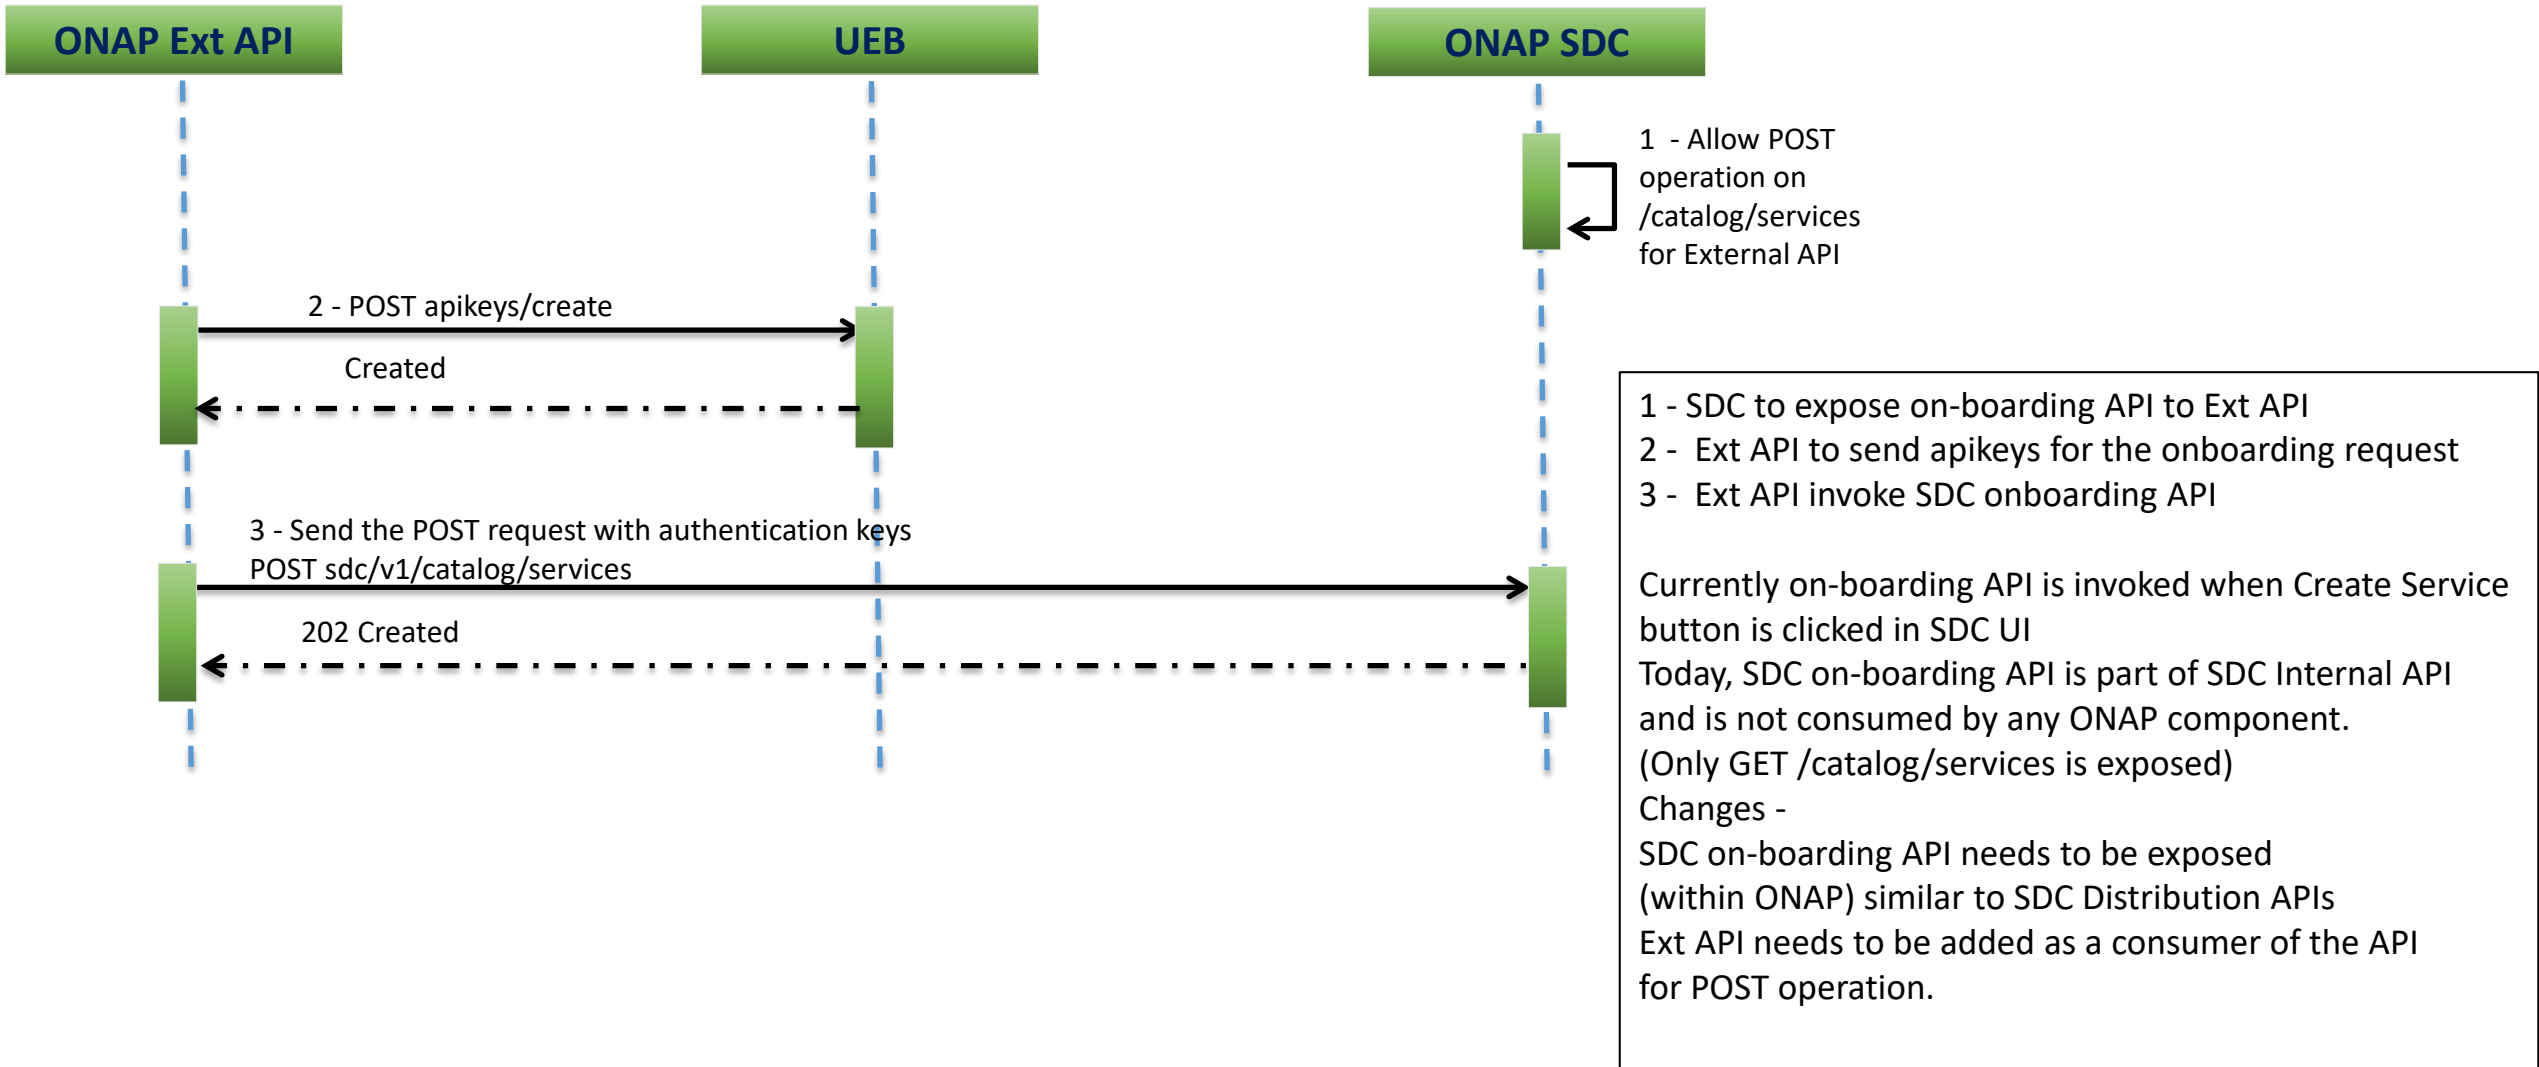 ONAP Ext API
UEB
ONAP SDC
1  - Allow POST
operation on
/catalog/services
for External API
2 - POST apikeys/create
Created
3 - Send the POST request with authentication keys
POST sdc/v1/catalog/services
202 Created
1 - SDC to expose on-boarding API to Ext API
2 -  Ext API to send apikeys for the onboarding request
3 -  Ext API invoke SDC onboarding API
Currently on-boarding API is invoked when Create Service
button is clicked in SDC UI
Today, SDC on-boarding API is part of SDC Internal API
and is not consumed by any ONAP component.
(Only GET /catalog/services is exposed)
Changes -
SDC on-boarding API needs to be exposed
(within ONAP) similar to SDC Distribution APIs
Ext API needs to be added as a consumer of the API
for POST operation.